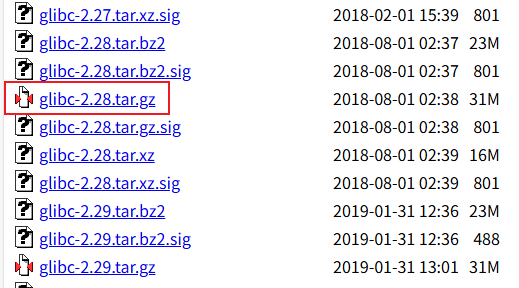 glibc-2.27.tar.xz.sig 2018-02-01 15:39 801
glibc-2.28.tar.bz2 2018-08-01 02:37 23M
glibc-2.28.tar.bz2.sig 2018-08-01 02:37 801
glibc-2.28.tar.gz 2018-08-01 02:38 31M
glibc-2.28.tar.gz.sig 2018-08-01 02:38 801
glibc-2.28.tar.xz 2018-08-01 02:39 16M
glibc-2.28.tar.xz.sig 2018-08-01 02:39 801
glibc-2.29.tar.bz2 2019-01-31 12:36 23M
glibc-2.29.tar.bz2.sig 2019-01-31 12:36 488
glibc-2.29.tar.gz 2019-01-31 13:01 31M